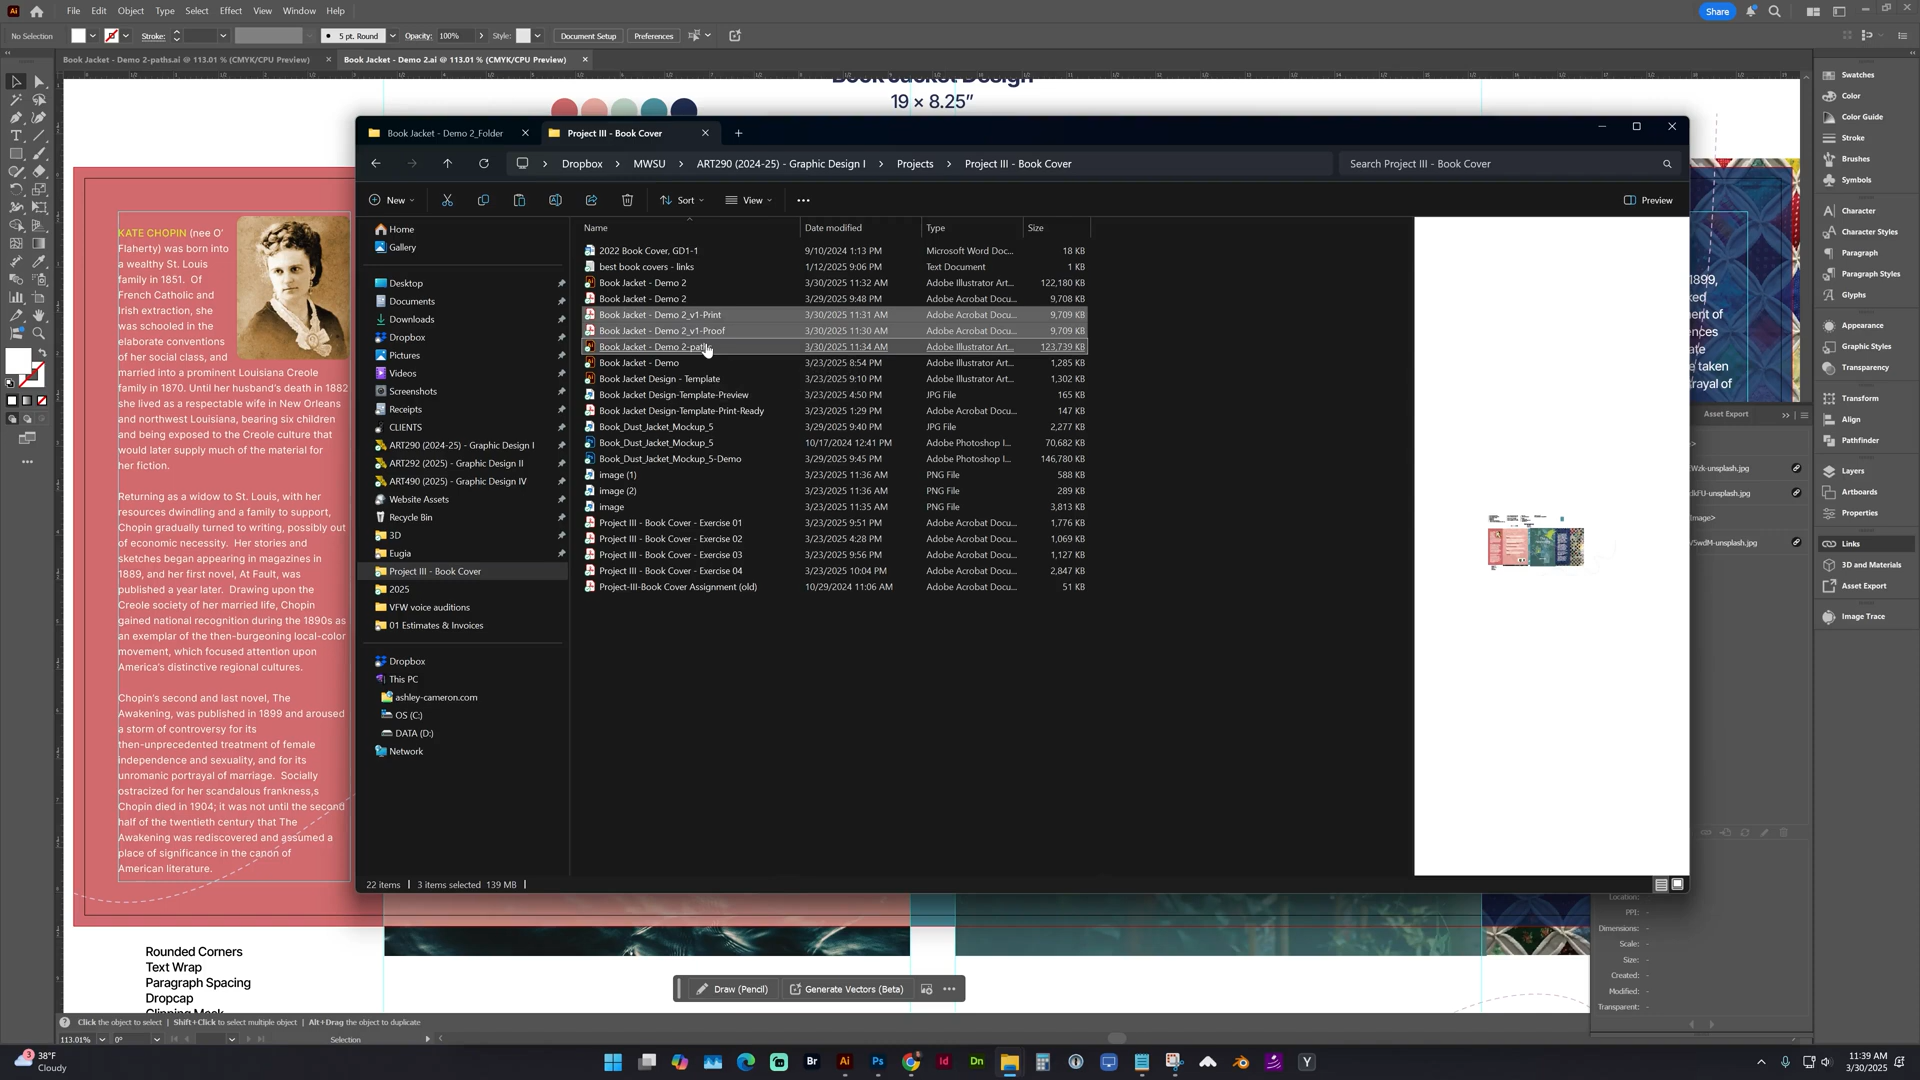 File Edit Object Type Select Effect View Window Help
Share
No Selection
Stroke:
5 pt. Round
Opacity: 100%
Style:
Document Setup
Preferences
Book Jacket - Demo 2-paths.ai @ 113.01 % (CMYK/CPU Preview)
Book Jacket - Demo 2.ai @ 113.01 % (CMYK/CPU Preview)
Book Jacket Design
19 × 8.25”
KATE CHOPIN (nee O’
Flaherty) was born into
a wealthy St. Louis
family in 1851.  Of
French Catholic and
Irish extraction, she
was schooled in the
elaborate conventions
of her social class, and
married into a prominent Louisiana Creole
family in 1870. Until her husband’s death in 1882
she lived as a respectable wife in New Orleans
and northwest Louisiana, bearing six children
and being exposed to the Creole culture that
would later supply much of the material for
her fiction.
Returning as a widow to St. Louis, with her
resources dwindling and a family to support,
Chopin gradually turned to writing, possibly out
of economic necessity.  Her stories and
sketches began appearing in magazines in
1889, and her first novel, At Fault, was
published a year later.  Drawing upon the
Creole society of her married life, Chopin
gained national recognition during the 1890s as
an exemplar of the then-burgeoning local-color
movement, which focused attention upon
America’s distinctive regional cultures.
Chopin’s second and last novel, The
Awakening, was published in 1899 and aroused
a storm of controversy for its
then-unprecedented treatment of female
independence and sexuality, and for its
unromanic portrayal of marriage.  Socially
ostracized for her scandalous frankness,s
Chopin died in 1904; it was not until the second
half of the twentieth century that The
Awakening was rediscovered and assumed a
place of significance in the canon of
American literature.
Rounded Corners
Text Wrap
Paragraph Spacing
Dropcap
Clipping Mask
Book Jacket - Demo 2_Folder
Project III - Book Cover
Dropbox > MWSU > ART290 (2024-25) - Graphic Design I > Projects > Project III - Book Cover
Search Project III - Book Cover
New
Sort
View
Preview
Home
Gallery
Desktop
Documents
Downloads
Dropbox
Pictures
Videos
Screenshots
Receipts
CLIENTS
ART290 (2024-25) - Graphic Design I
ART292 (2025) - Graphic Design II
ART490 (2025) - Graphic Design IV
Website Assets
Recycle Bin
3D
Eugia
Project III - Book Cover
2025
VFW voice auditions
01 Estimates & Invoices
Dropbox
This PC
ashley-cameron.com
OS (C:)
DATA (D:)
Network
Name Date modified Type Size
2022 Book Cover, GD1-1 9/10/2024 1:13 PM Microsoft Word Doc... 18 KB
best book covers - links 1/12/2025 9:06 PM Text Document 1 KB
Book Jacket - Demo 2 3/30/2025 11:32 AM Adobe Illustrator Art... 122,180 KB
Book Jacket - Demo 2 3/29/2025 9:48 PM Adobe Acrobat Docu... 9,708 KB
Book Jacket - Demo 2_v1-Print 3/30/2025 11:31 AM Adobe Acrobat Docu... 9,709 KB
Book Jacket - Demo 2_v1-Proof 3/30/2025 11:30 AM Adobe Acrobat Docu... 9,709 KB
Book Jacket - Demo 2-paths 3/30/2025 11:34 AM Adobe Illustrator Art... 123,739 KB
Book Jacket - Demo 3/23/2025 8:54 PM Adobe Illustrator Art... 1,285 KB
Book Jacket Design - Template 3/23/2025 9:10 PM Adobe Illustrator Art... 1,302 KB
Book Jacket Design-Template-Preview 3/23/2025 4:50 PM JPG File 165 KB
Book Jacket Design-Template-Print-Ready 3/23/2025 1:29 PM Adobe Acrobat Docu... 147 KB
Book_Dust_Jacket_Mockup_5 3/29/2025 9:40 PM JPG File 2,277 KB
Book_Dust_Jacket_Mockup_5 10/17/2024 12:41 PM Adobe Photoshop I... 70,682 KB
Book_Dust_Jacket_Mockup_5-Demo 3/29/2025 9:45 PM Adobe Photoshop I... 146,780 KB
image (1) 3/23/2025 11:36 AM PNG File 588 KB
image (2) 3/23/2025 11:36 AM PNG File 289 KB
image 3/23/2025 11:35 AM PNG File 3,813 KB
Project III - Book Cover - Exercise 01 3/23/2025 9:51 PM Adobe Acrobat Docu... 1,776 KB
Project III - Book Cover - Exercise 02 3/23/2025 4:28 PM Adobe Acrobat Docu... 1,069 KB
Project III - Book Cover - Exercise 03 3/23/2025 9:56 PM Adobe Acrobat Docu... 1,127 KB
Project III - Book Cover - Exercise 04 3/23/2025 10:04 PM Adobe Acrobat Docu... 2,847 KB
Project-III-Book Cover Assignment (old) 10/29/2024 11:06 AM Adobe Acrobat Docu... 51 KB
22 items | 3 items selected 139 MB |
1899,
ked
ent of
ences
ate
e taken
rayal of
Asset Export
Wzk-unsplash.jpg
dkFU-unsplash.jpg
mage>
V5wdM-unsplash.jpg
Location:
PPI:
Dimensions:
Scale:
Size:
Created:
Modified:
Transparent:
Swatches
Color
Color Guide
Stroke
Brushes
Symbols
Character
Character Styles
Paragraph
Paragraph Styles
Glyphs
Appearance
Graphic Styles
Transparency
Transform
Align
Pathfinder
Layers
Artboards
Properties
Links
3D and Materials
Asset Export
Image Trace
Draw (Pencil)
Generate Vectors (Beta)
Click the object to select | Shift+Click to select multiple object | Alt+Drag the object to duplicate
113.01%
0°
Selection
3
38°F
Cloudy
11:39 AM
3/30/2025